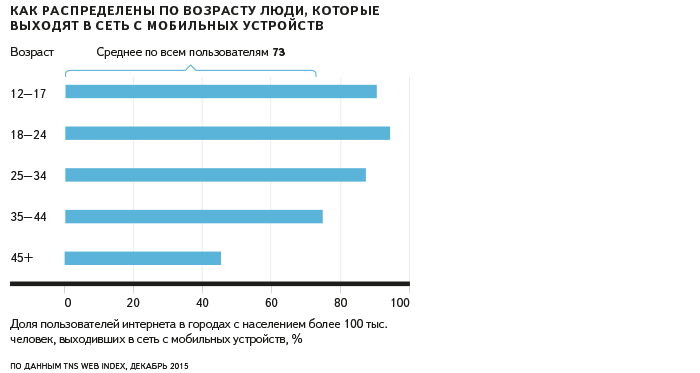 КАК РАСПРЕДЕЛЕНЫ ПО ВОЗРАСТУ ЛЮДИ, КОТОРЫЕ
ВЫХОДЯТ В СЕТЬ С МОБИЛЬНЫХ УСТРОЙСТВ
Возраст Среднее по всем пользователям 73
12—17
18—24
25—34
35—44
45+
0 20 40 60 80 100
Доля пользователей интернета в городах с населением более 100 тыс.
человек, выходивших в сеть с мобильных устройств, %
ПО ДАННЫМ TNS WEB INDEX, ДЕКАБРЬ 2015